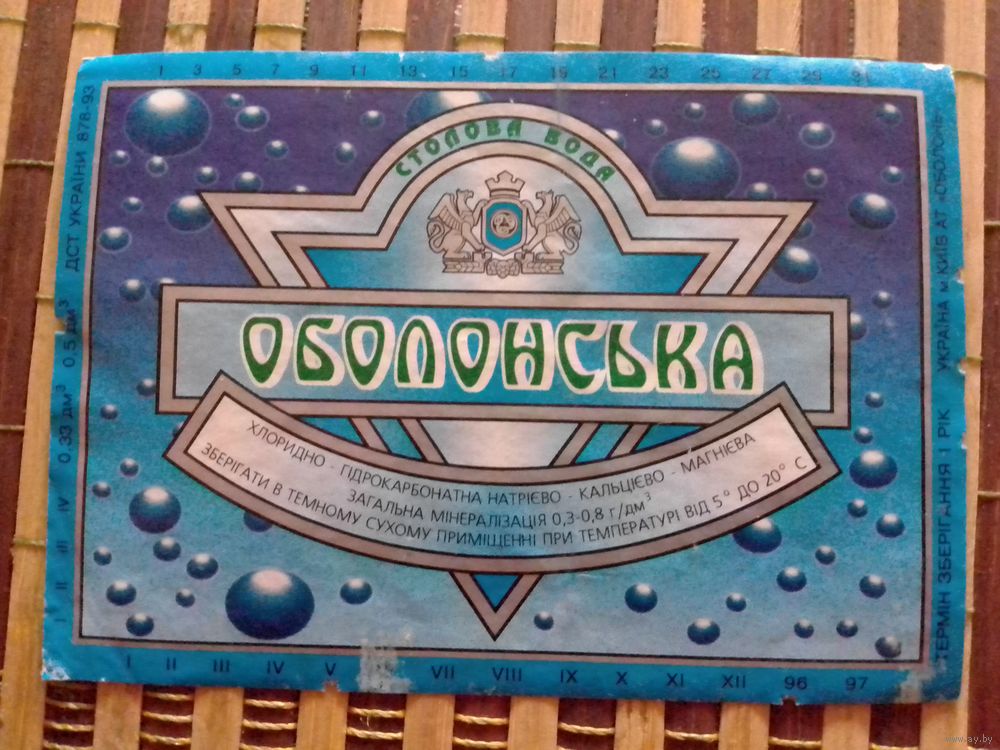 1 3 5 7 9 11 13 15 17 19 21 23 25 27 29 31
СТОЛОВА ВОДА
ОБОЛОНСЬКА
ХЛОРИДНО - ГІДРОКАРБОНАТНА НАТРІЄВО - КАЛЬЦІЄВО - МАГНІЄВА
ЗАГАЛЬНА МІНЕРАЛІЗАЦІЯ 0,3-0,8 г/дм³
ЗБЕРІГАТИ В ТЕМНОМУ СУХОМУ ПРИМІЩЕННІ ПРИ ТЕМПЕРАТУРІ ВІД 5° ДО 20° С
I II III IV 0.33 дм³ 0,5 дм³ ДСТ УКРАЇНИ 878-93
ТЕРМІН ЗБЕРІГАННЯ 1 РІК УКРАЇНА м.КИЇВ АТ «ОБОЛОНЬ»
I II III IV V VII VIII IX X XI XII 96 97
www.ay.by